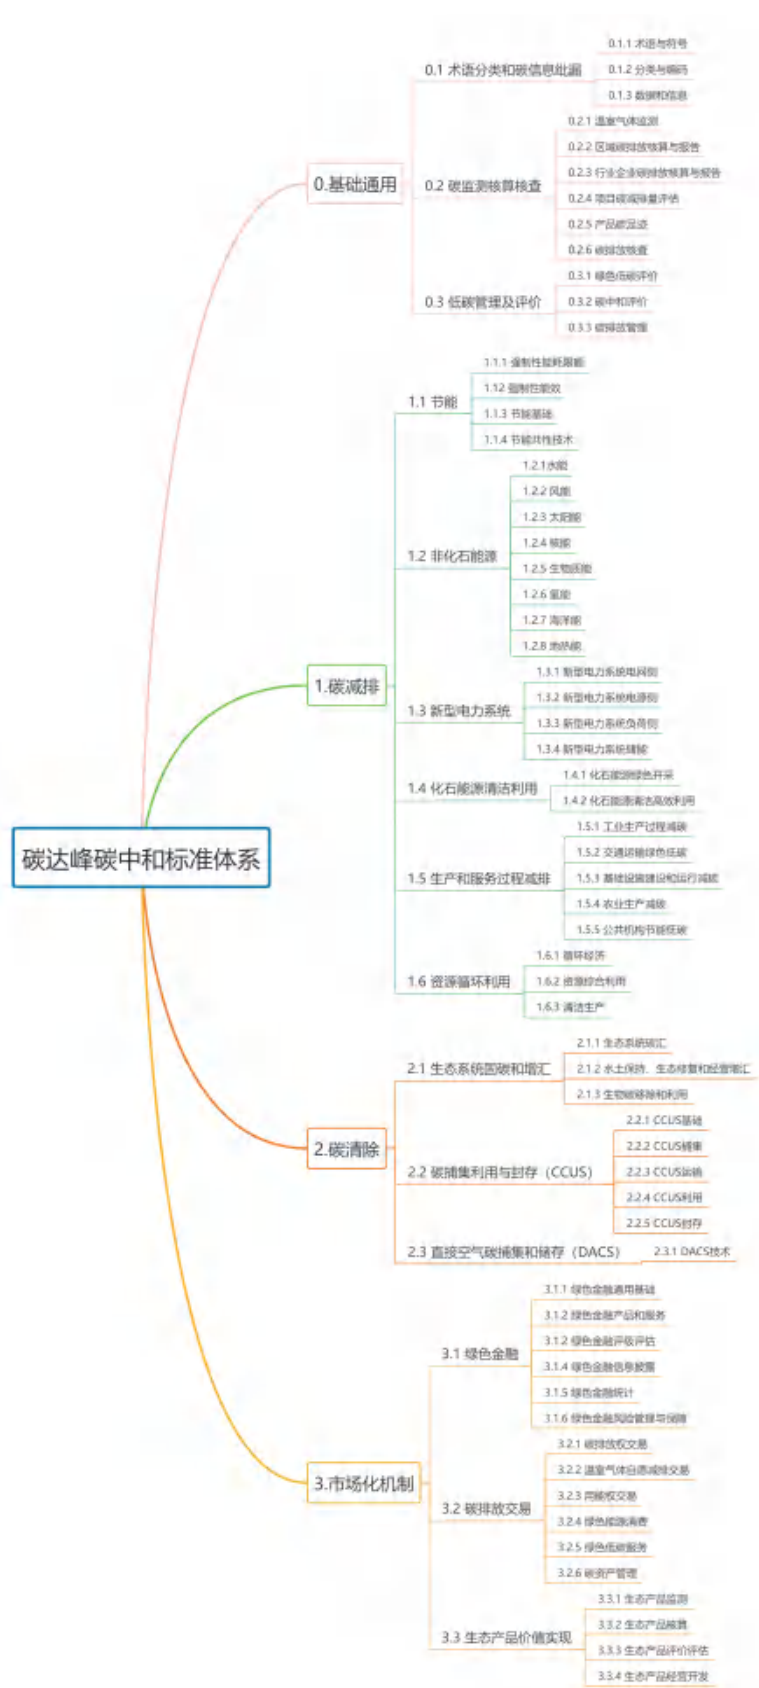 碳达峰碳中和标准体系
0.基础通用
0.1 术语分类和碳信息纰漏
0.1.1 术语与符号
0.1.2 分类与编码
0.1.3 数据和信息
0.2 碳监测核算核查
0.2.1 温室气体监测
0.2.2 区域碳排放核算与报告
0.2.3 行业企业碳排放核算与报告
0.2.4 项目碳减排量评估
0.2.5 产品碳足迹
0.2.6 碳排放核查
0.3 低碳管理及评价
0.3.1 绿色低碳评价
0.3.2 碳中和评价
0.3.3 碳排放管理
1.碳减排
1.1 节能
1.1.1 强制性能耗限额
1.12 强制性能效
1.1.3 节能基础
1.1.4 节能共性技术
1.2 非化石能源
1.2.1水能
1.2.2 风能
1.2.3 太阳能
1.2.4 核能
1.2.5 生物质能
1.2.6 氢能
1.2.7 海洋能
1.2.8 地热能
1.3 新型电力系统
1.3.1 新型电力系统电网侧
1.3.2 新型电力系统电源侧
1.3.3 新型电力系统负荷侧
1.3.4 新型电力系统储能
1.4 化石能源清洁利用
1.4.1 化石能源绿色开采
1.4.2 化石能源清洁高效利用
1.5 生产和服务过程减排
1.5.1 工业生产过程减碳
1.5.2 交通运输绿色低碳
1.5.3 基础设施建设和运行减碳
1.5.4 农业生产减碳
1.5.5 公共机构节能低碳
1.6 资源循环利用
1.6.1 循环经济
1.6.2 资源综合利用
1.6.3 清洁生产
2.碳清除
2.1 生态系统固碳和增汇
2.1.1 生态系统碳汇
2.1.2 水土保持、生态修复和经营增汇
2.1.3 生物碳移除和利用
2.2 碳捕集利用与封存（CCUS）
2.2.1 CCUS基础
2.2.2 CCUS捕集
2.2.3 CCUS运输
2.2.4 CCUS利用
2.2.5 CCUS封存
2.3 直接空气碳捕集和储存（DACS）
2.3.1 DACS技术
3.市场化机制
3.1 绿色金融
3.1.1 绿色金融通用基础
3.1.2 绿色金融产品和服务
3.1.2 绿色金融评级评估
3.1.4 绿色金融信息披露
3.1.5 绿色金融统计
3.1.6 绿色金融风险管理与保障
3.2 碳排放交易
3.2.1 碳排放权交易
3.2.2 温室气体自愿减排交易
3.2.3 用能权交易
3.2.4 绿色能源消费
3.2.5 绿色低碳服务
3.2.6 碳资产管理
3.3 生态产品价值实现
3.3.1 生态产品监测
3.3.2 生态产品核算
3.3.3 生态产品评价评估
3.3.4 生态产品经营开发